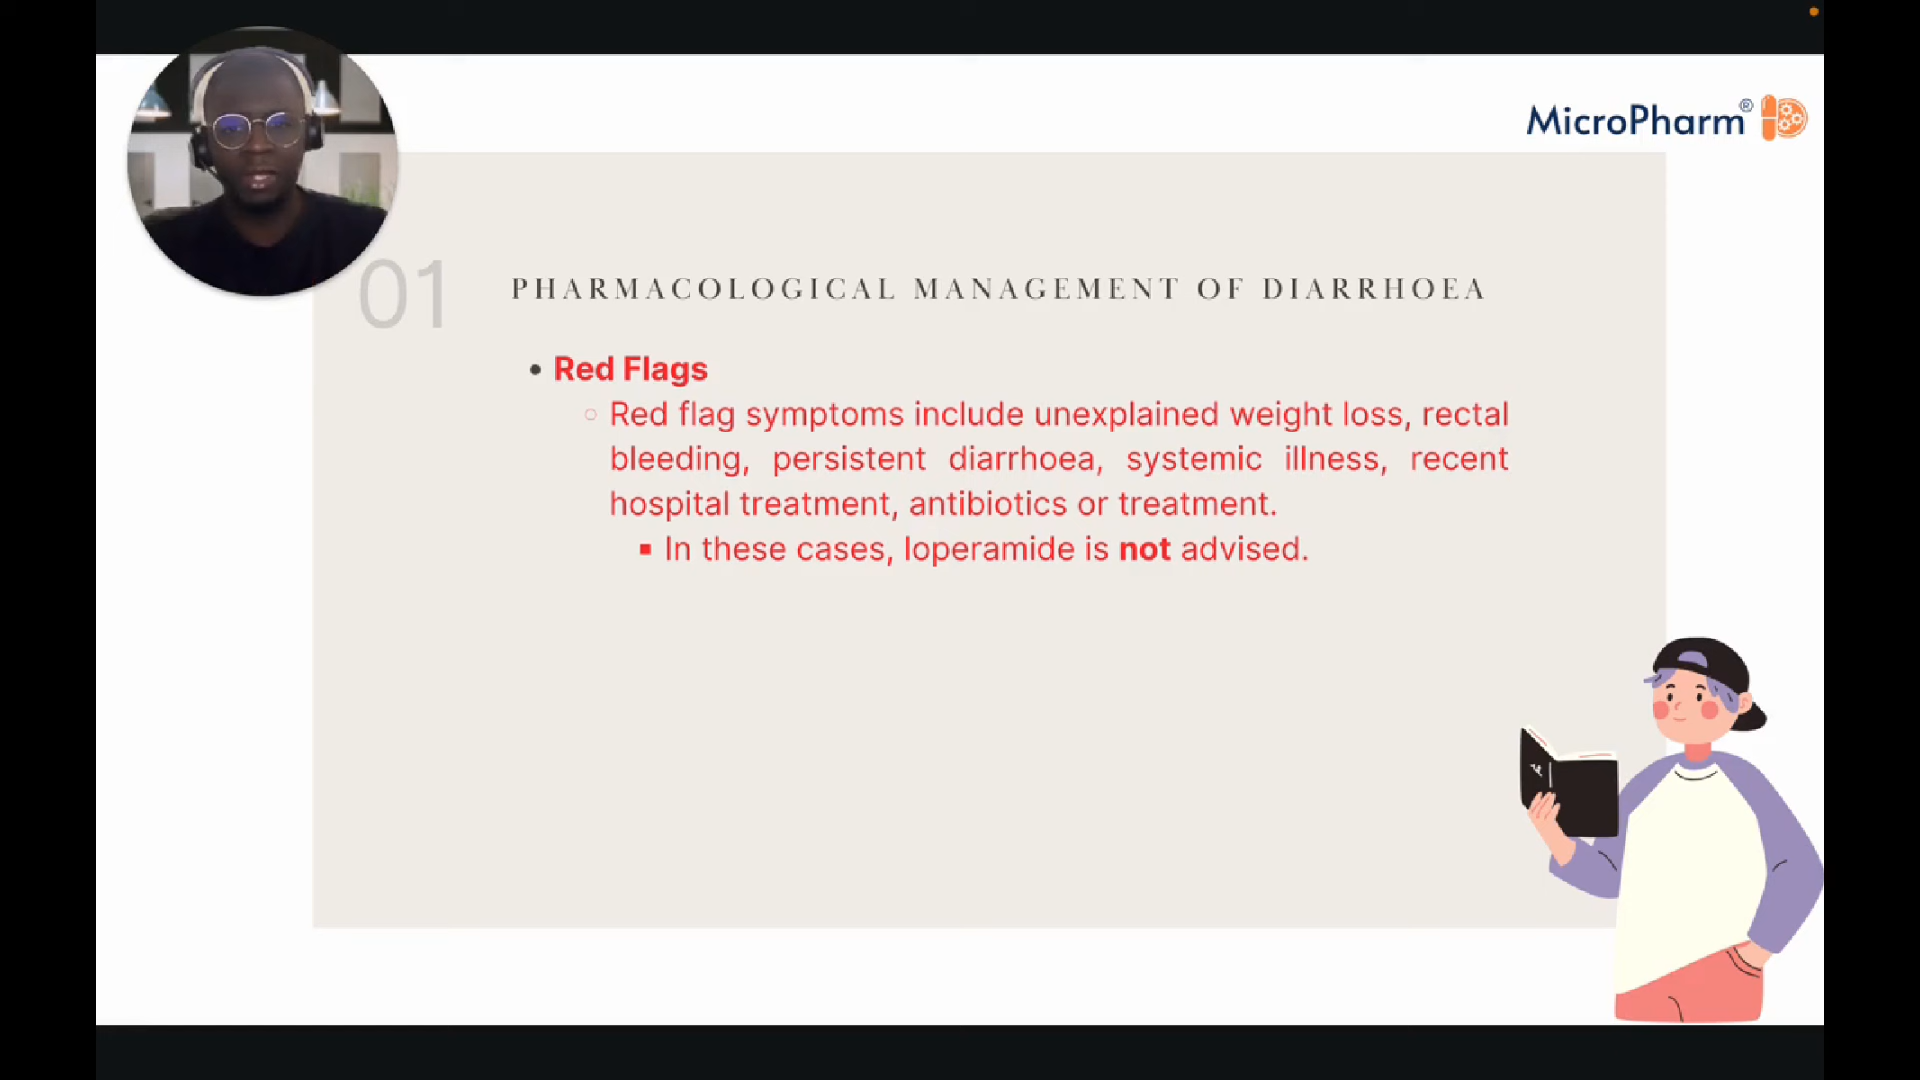 MicroPharm®
01
PHARMACOLOGICAL MANAGEMENT OF DIARRHOEA
• Red Flags
○ Red flag symptoms include unexplained weight loss, rectal
bleeding, persistent diarrhoea, systemic illness, recent
hospital treatment, antibiotics or treatment.
▪ In these cases, loperamide is not advised.